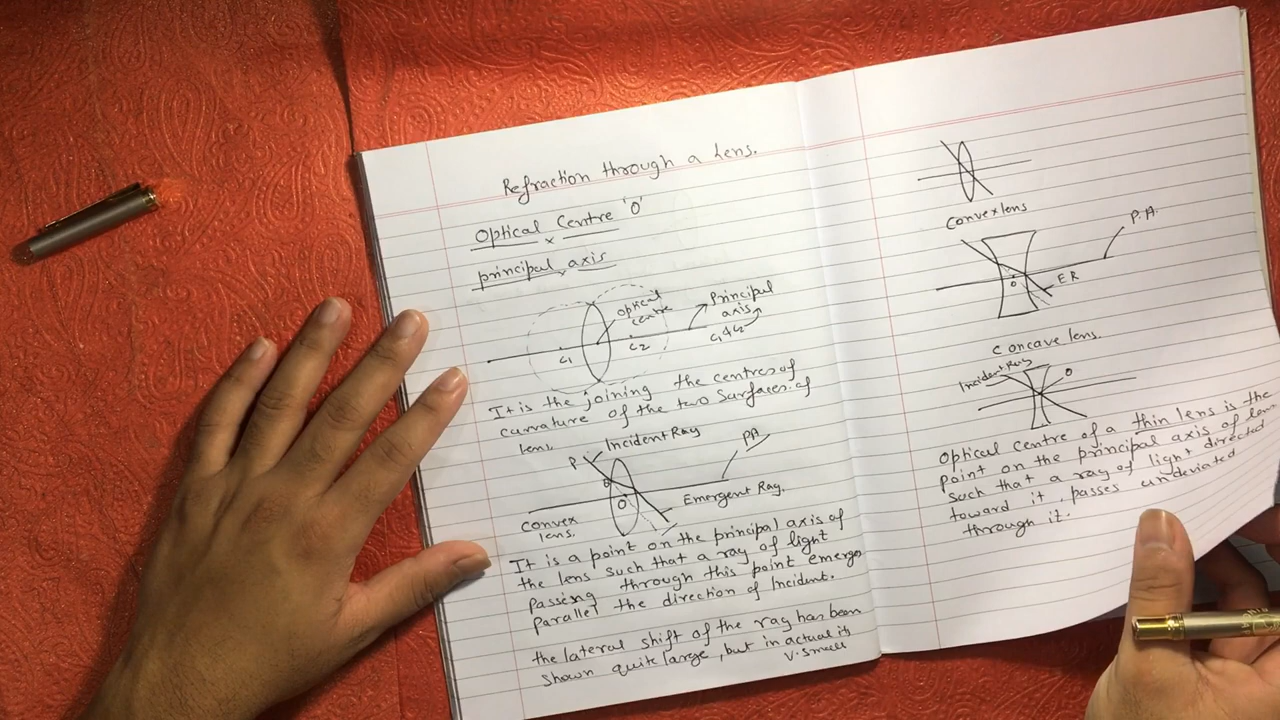 Refraction through a Lens.
Optical Centre 'O'
principal axis
optical
centre
Principal
axis
C1
C2
It is the joining the centres of
curvature of the two surfaces of
lens.
P
Incident Ray
PA
O
Emergent Ray.
convex
lens.
It is a point on the principal axis of
the lens such that a ray of light
passing through this point emerges
parallel the direction of Incident.
the lateral shift of the ray has been
shown quite large, but in actual it is
v. small
Convex lens
P.A.
O
ER
Concave lens.
Incident Ray
O
Optical centre of a thin lens is the
point on the principal axis of lens
such that a ray of light directed
toward it, passes undeviated
through it.